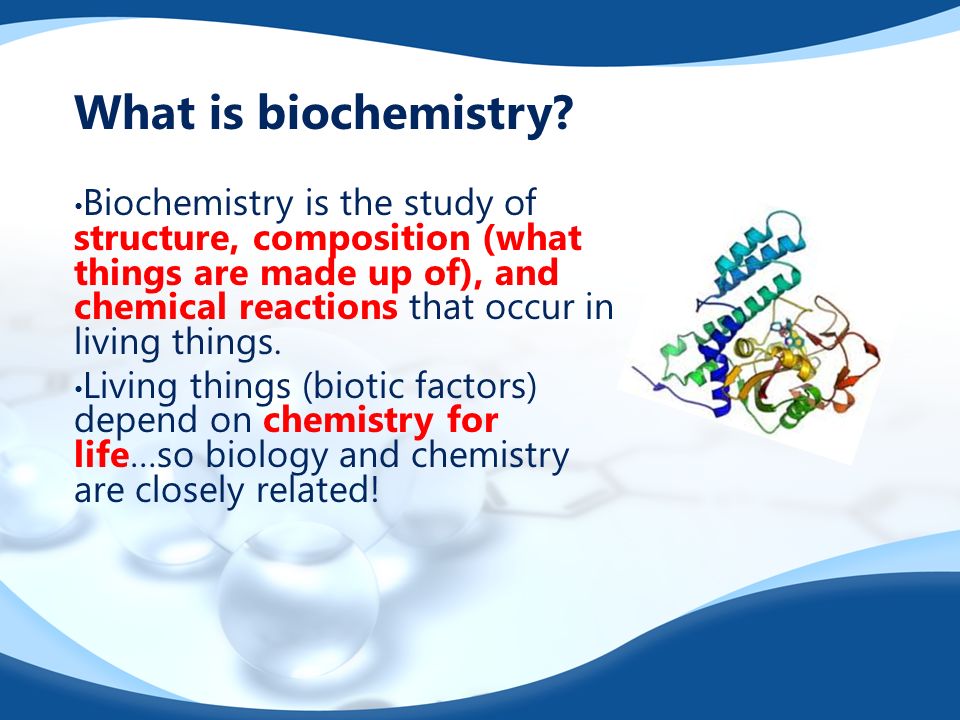 What is biochemistry?
•Biochemistry is the study of
structure, composition (what
things are made up of), and
chemical reactions that occur in
living things.
•Living things (biotic factors)
depend on chemistry for
life…so biology and chemistry
are closely related!